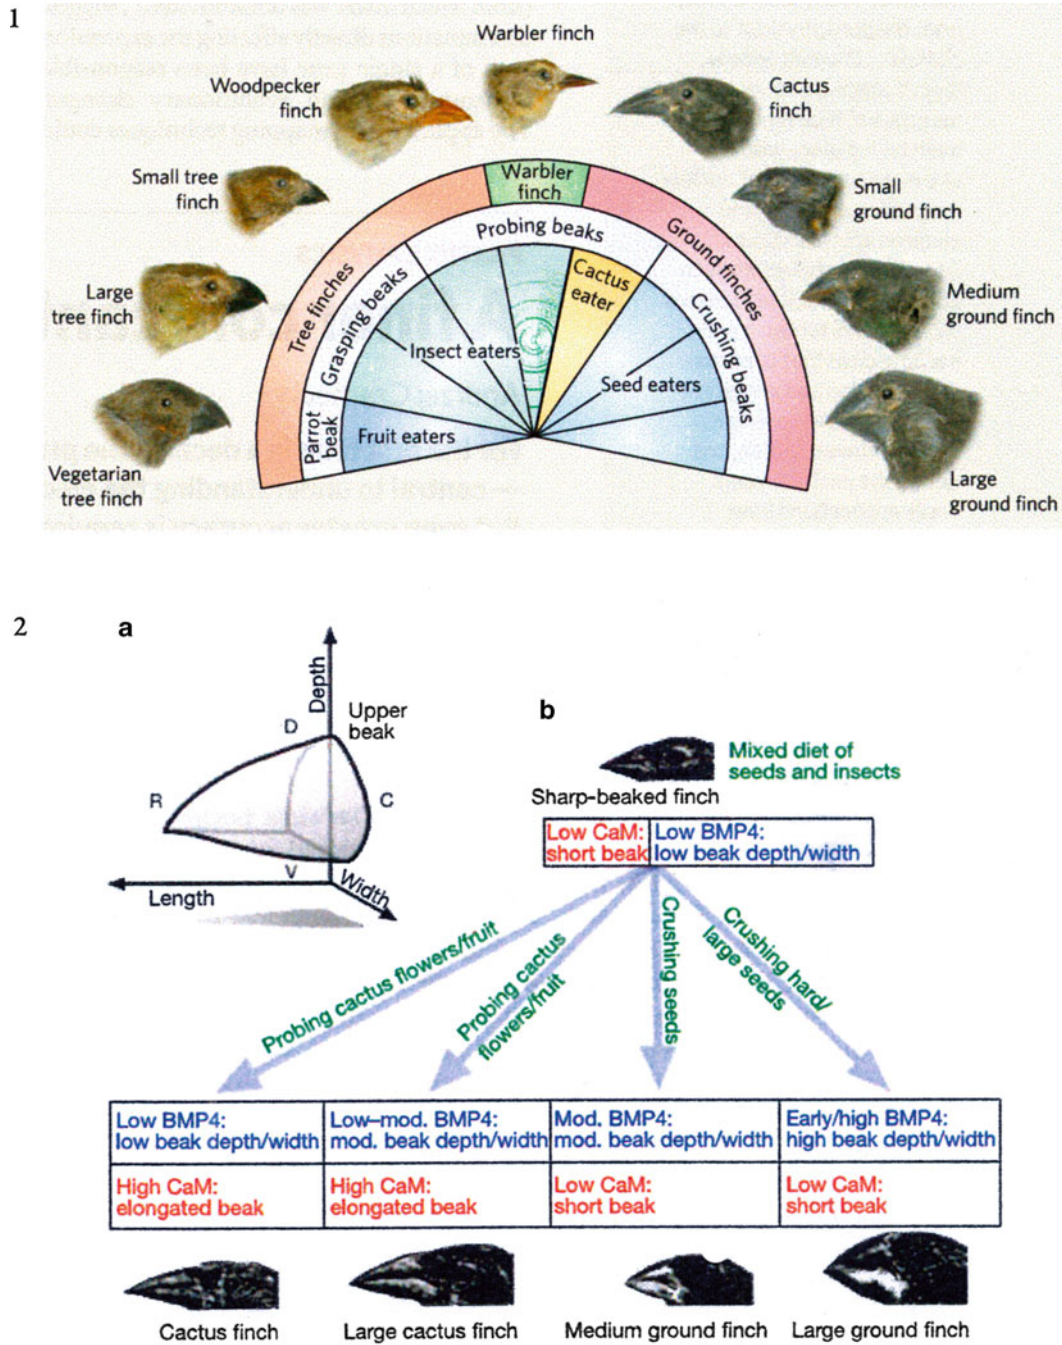 1
Warbler finch
Woodpecker
finch
Cactus
finch
Small tree
finch
Small
ground finch
Large
tree finch
Medium
ground finch
Vegetarian
tree finch
Large
ground finch
Tree finches
Warbler
finch
Ground finches
Parrot
beak
Grasping beaks
Probing beaks
Crushing beaks
Fruit eaters
Insect eaters
Cactus
eater
Seed eaters
2
a
Depth
D
Upper
beak
R
C
V
Length
Width
b
Mixed diet of
seeds and insects
Sharp-beaked finch
Low CaM:
short beak
Low BMP4:
low beak depth/width
Probing cactus flowers/fruit
Probing cactus
flowers/fruit
Crushing seeds
Crushing hard/
large seeds
Low BMP4:
low beak depth/width
Low–mod. BMP4:
mod. beak depth/width
Mod. BMP4:
mod. beak depth/width
Early/high BMP4:
high beak depth/width
High CaM:
elongated beak
High CaM:
elongated beak
Low CaM:
short beak
Low CaM:
short beak
Cactus finch
Large cactus finch
Medium ground finch
Large ground finch